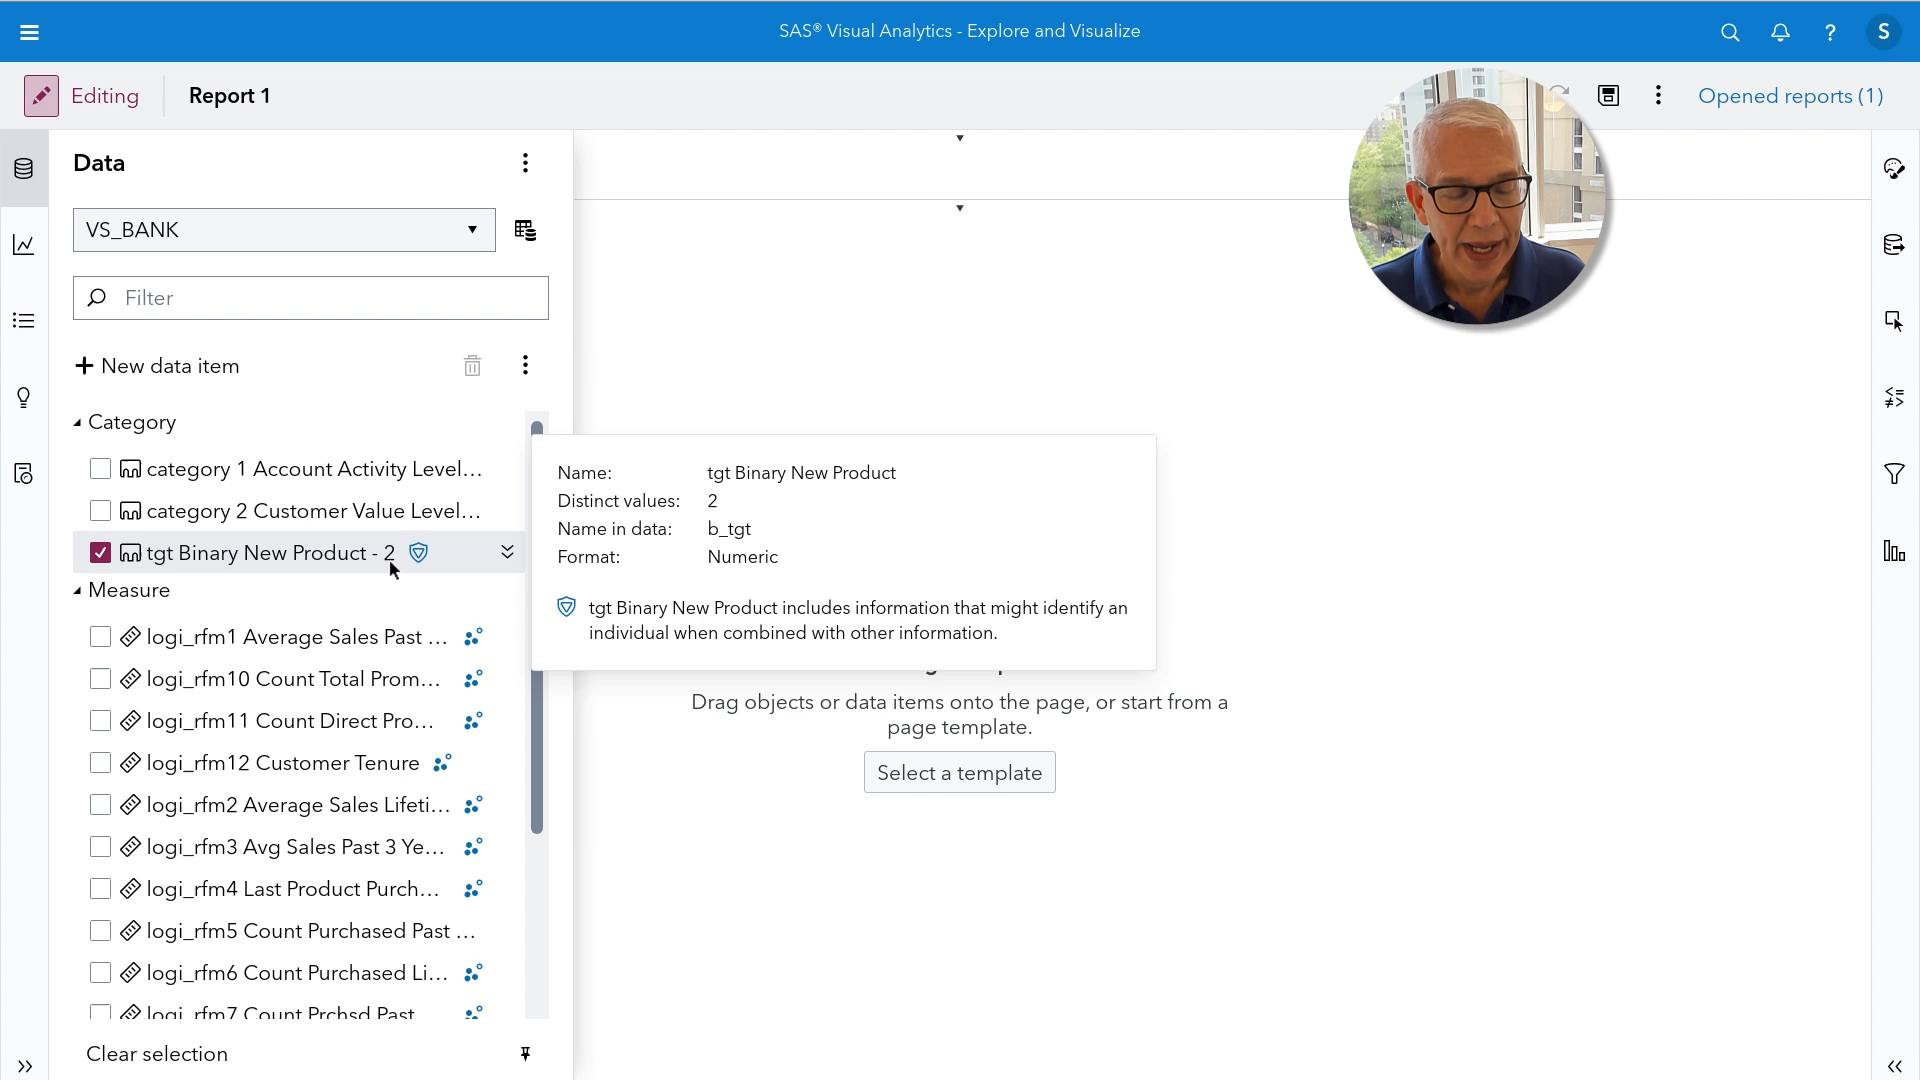 SAS® Visual Analytics - Explore and Visualize
?
S
Editing
Report 1
Opened reports (1)
Data
VS_BANK
Filter
New data item
Category
category 1 Account Activity Level...
category 2 Customer Value Level...
tgt Binary New Product - 2
Measure
logi_rfm1 Average Sales Past ...
logi_rfm10 Count Total Prom...
logi_rfm11 Count Direct Pro...
logi_rfm12 Customer Tenure
logi_rfm2 Average Sales Lifeti...
logi_rfm3 Avg Sales Past 3 Ye...
logi_rfm4 Last Product Purch...
logi_rfm5 Count Purchased Past ...
logi_rfm6 Count Purchased Li...
logi_rfm7 Count Prchsd Past
Clear selection
Name: tgt Binary New Product
Distinct values: 2
Name in data: b_tgt
Format: Numeric
tgt Binary New Product includes information that might identify an
individual when combined with other information.
Drag objects or data items onto the page, or start from a
page template.
Select a template